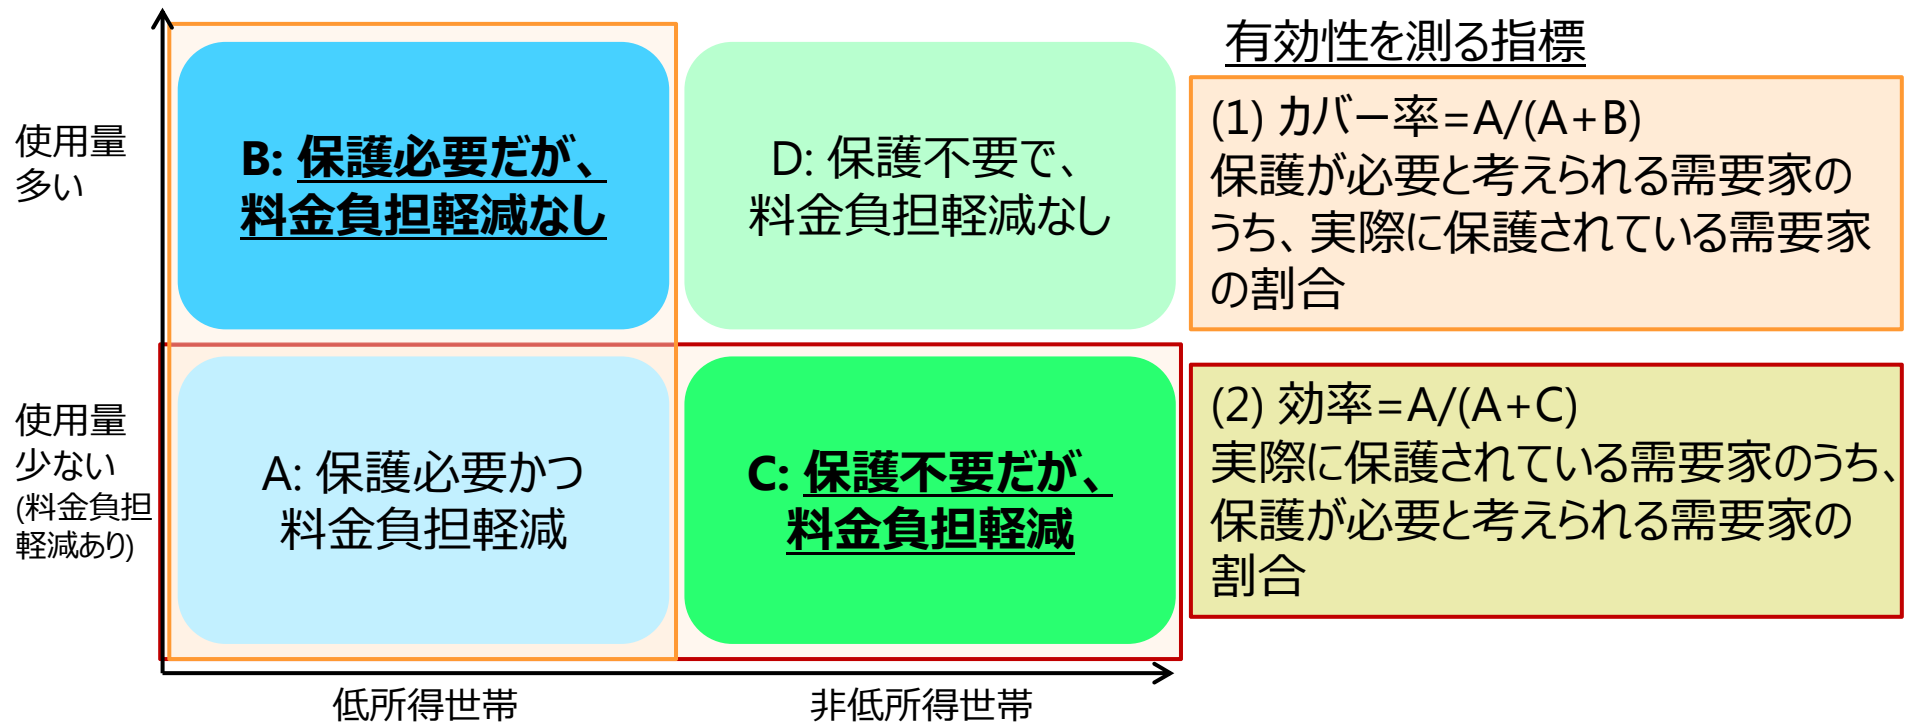 有効性を測る指標
使用量
多い
B: 保護必要だが、
料金負担軽減なし
D: 保護不要で、
料金負担軽減なし
(1) カバー率=A/(A+B)
保護が必要と考えられる需要家の
うち、実際に保護されている需要家
の割合
使用量
少ない
(料金負担
軽減あり)
A: 保護必要かつ
料金負担軽減
C: 保護不要だが、
料金負担軽減
(2) 効率=A/(A+C)
実際に保護されている需要家のうち、
保護が必要と考えられる需要家の
割合
低所得世帯
非低所得世帯